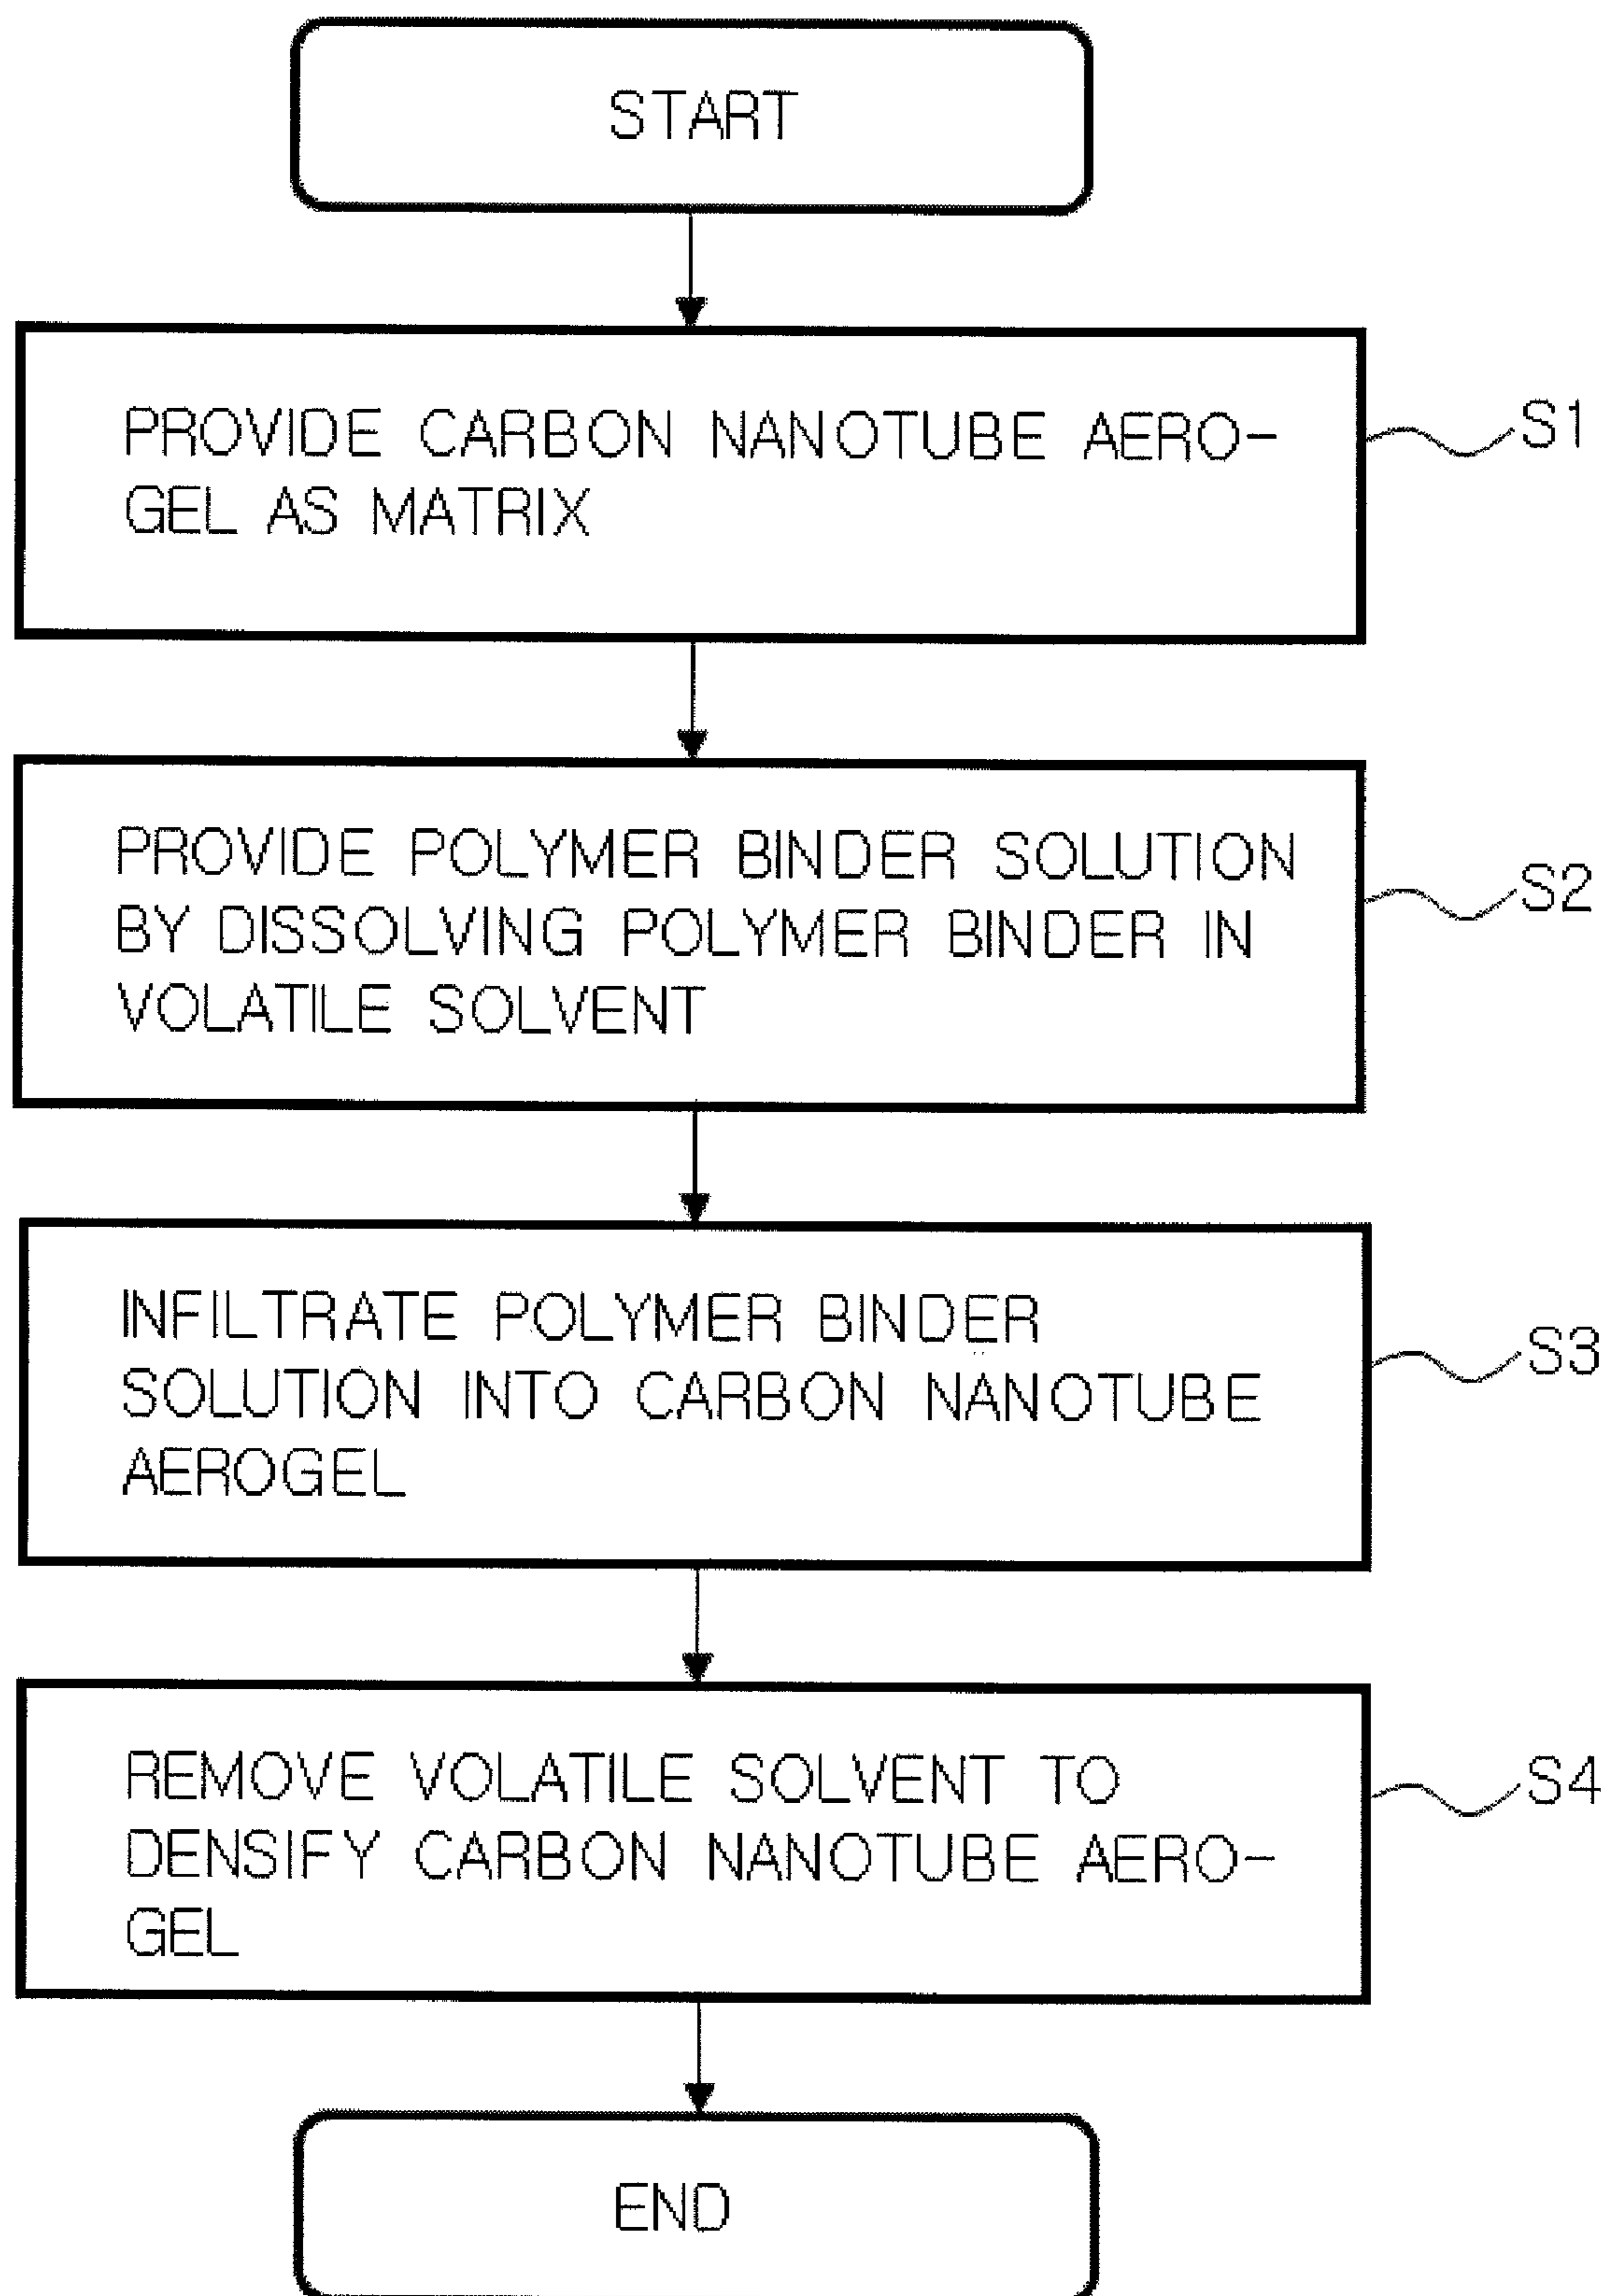 START
PROVIDE CARBON NANOTUBE AERO-
GEL AS MATRIX
S1
PROVIDE POLYMER BINDER SOLUTION
BY DISSOLVING POLYMER BINDER IN
VOLATILE SOLVENT
S2
INFILTRATE POLYMER BINDER
SOLUTION INTO CARBON NANOTUBE
AEROGEL
S3
REMOVE VOLATILE SOLVENT TO
DENSIFY CARBON NANOTUBE AERO-
GEL
S4
END